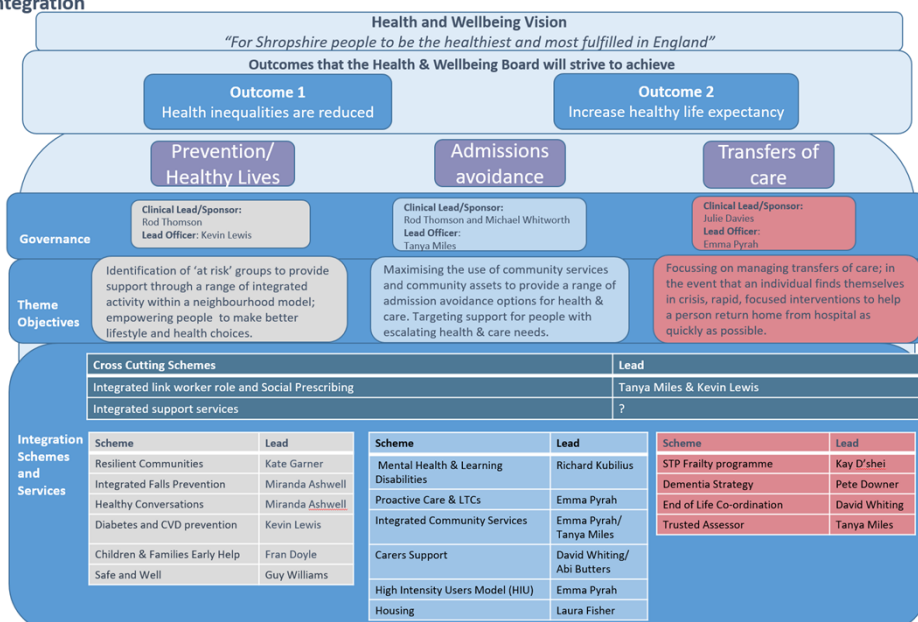 Integration
Health and Wellbeing Vision
“For Shropshire people to be the healthiest and most fulfilled in England”
Outcomes that the Health & Wellbeing Board will strive to achieve
Outcome 1
Health inequalities are reduced
Outcome 2
Increase healthy life expectancy
Prevention/
Healthy Lives
Admissions
avoidance
Transfers of
care
Governance
Clinical Lead/Sponsor:
Rod Thomson
Lead Officer: Kevin Lewis
Clinical Lead/Sponsor:
Rod Thomson and Michael Whitworth
Lead Officer:
Tanya Miles
Clinical Lead/Sponsor:
Julie Davies
Lead Officer:
Emma Pyrah
Theme
Objectives
Identification of ‘at risk’ groups to provide
support through a range of integrated
activity within a neighbourhood model;
empowering people to make better
lifestyle and health choices.
Maximising the use of community services
and community assets to provide a range of
admission avoidance options for health &
care. Targeting support for people with
escalating health & care needs.
Focussing on managing transfers of care; in
the event that an individual finds themselves
in crisis, rapid, focused interventions to help
a person return home from hospital as
quickly as possible.
Cross Cutting Schemes Lead
Integrated link worker role and Social Prescribing Tanya Miles & Kevin Lewis
Integrated support services ?
Integration
Schemes
and
Services
Scheme Lead
Resilient Communities Kate Garner
Integrated Falls Prevention Miranda Ashwell
Healthy Conversations Miranda Ashwell
Diabetes and CVD prevention Kevin Lewis
Children & Families Early Help Fran Doyle
Safe and Well Guy Williams
Scheme Lead
Mental Health & Learning
Disabilities
Richard Kubilius
Proactive Care & LTCs Emma Pyrah
Integrated Community Services Emma Pyrah/
Tanya Miles
Carers Support David Whiting/
Abi Butters
High Intensity Users Model (HIU) Emma Pyrah
Housing Laura Fisher
Scheme Lead
STP Frailty programme Kay D’shei
Dementia Strategy Pete Downer
End of Life Co-ordination David Whiting
Trusted Assessor Tanya Miles